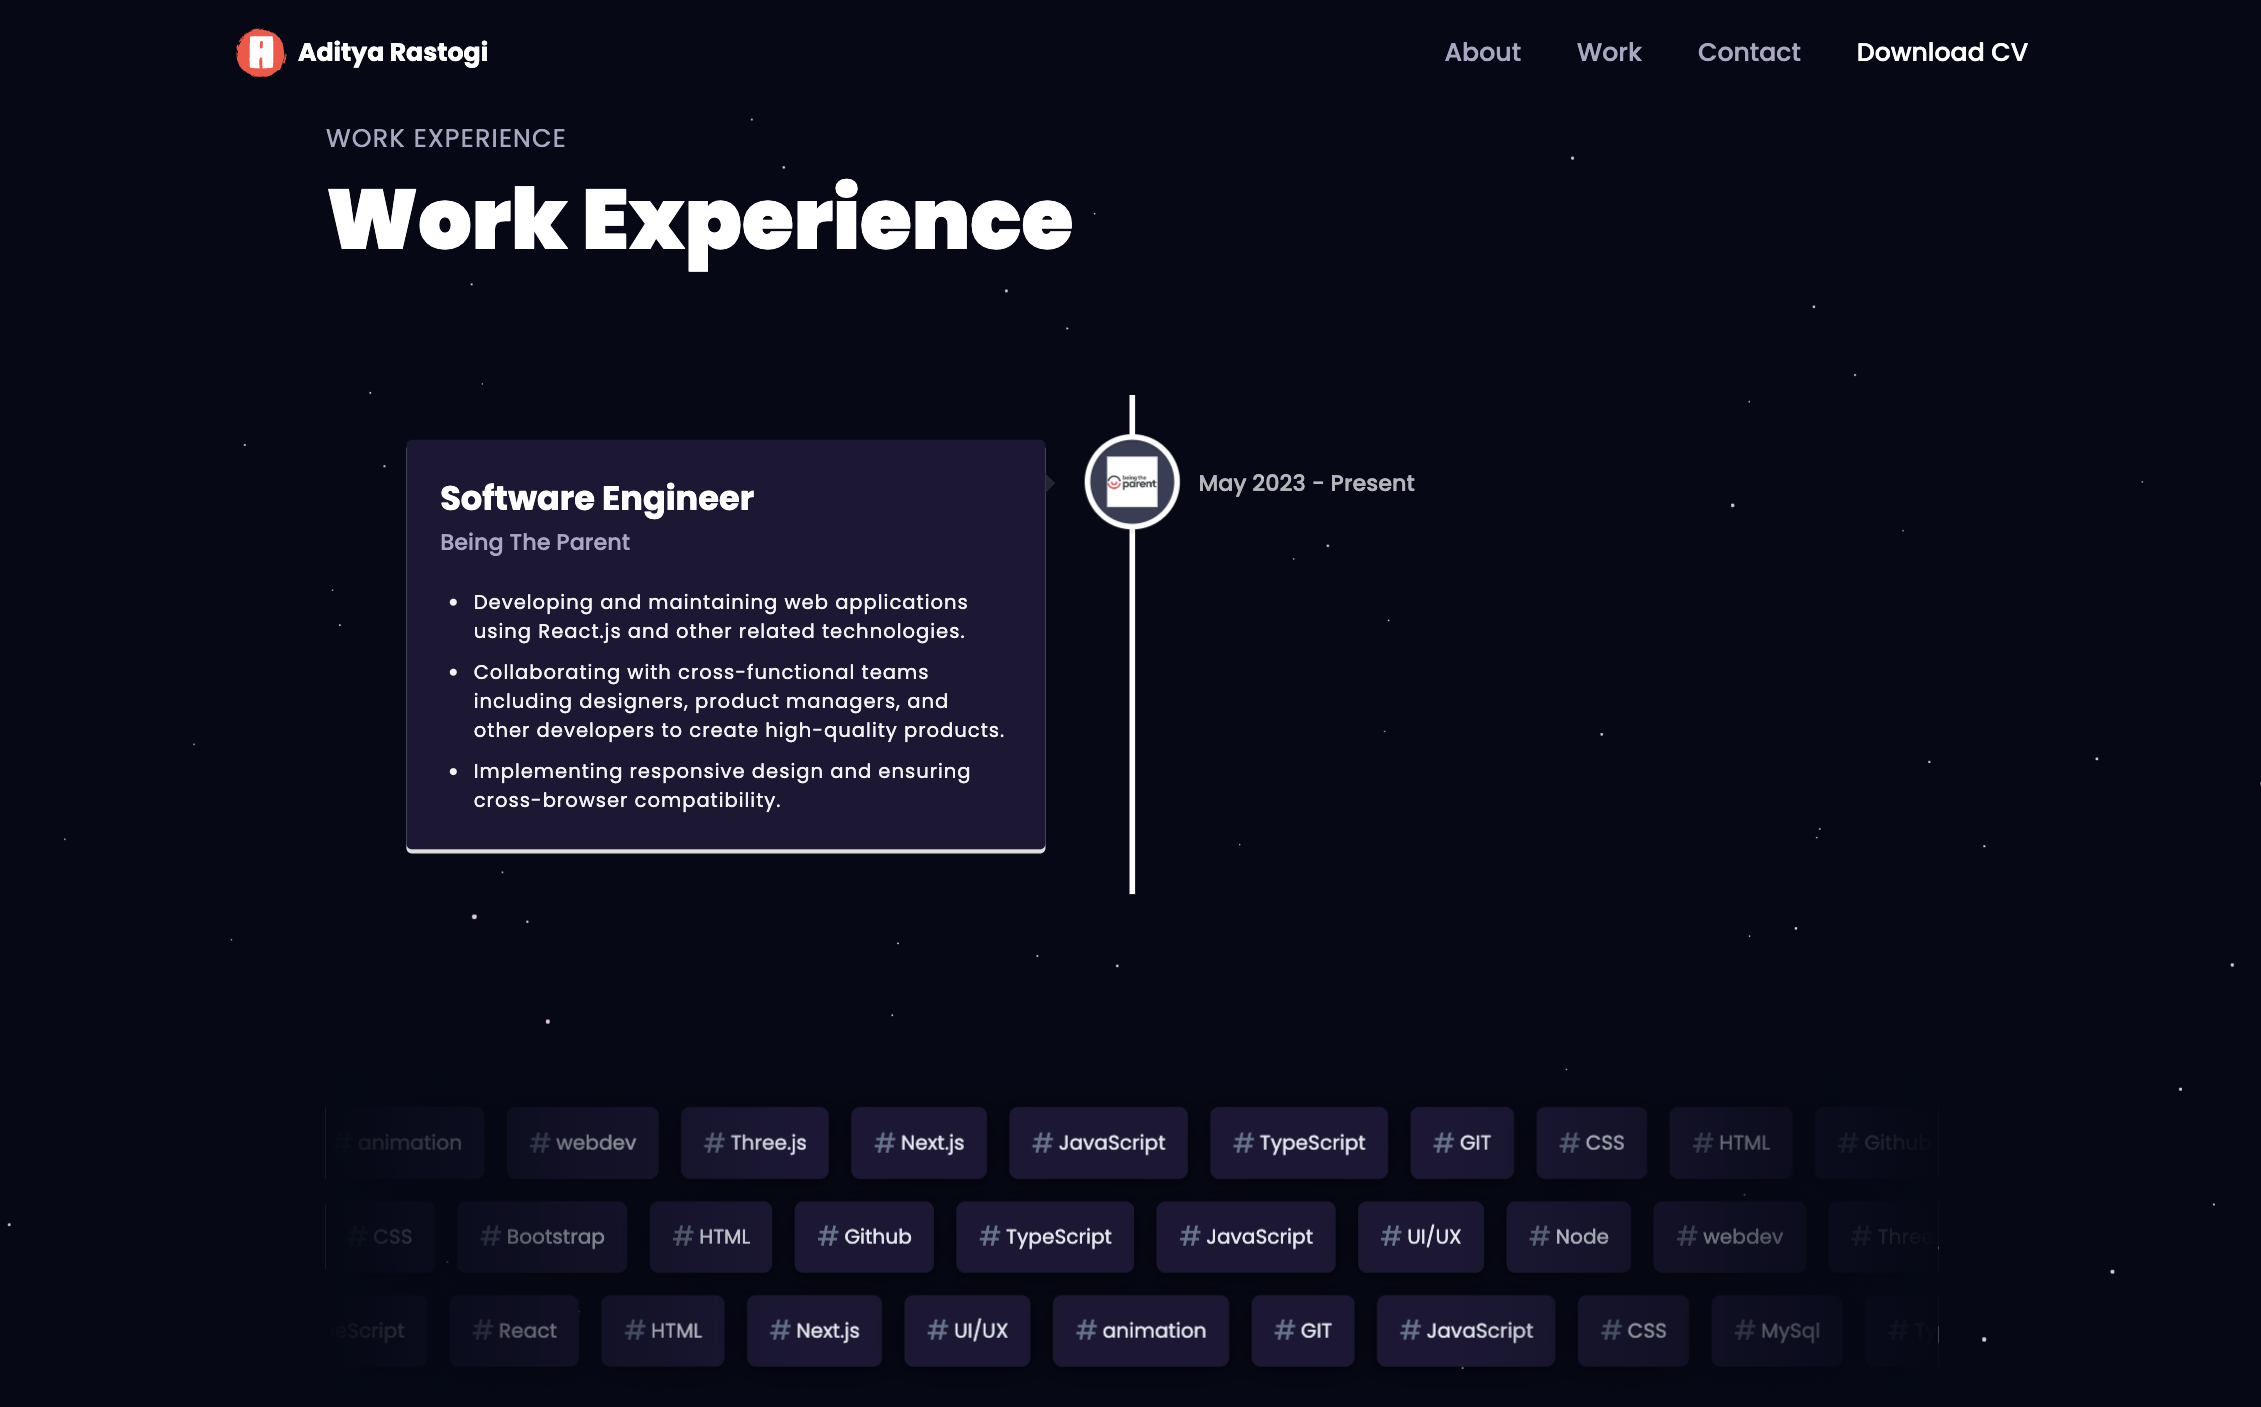 A Aditya Rastogi
About Work Contact Download CV
WORK EXPERIENCE
Work Experience
Software Engineer
Being The Parent
being the
parent
May 2023 - Present
• Developing and maintaining web applications
using React.js and other related technologies.
• Collaborating with cross-functional teams
including designers, product managers, and
other developers to create high-quality products.
• Implementing responsive design and ensuring
cross-browser compatibility.
# animation # webdev # Three.js # Next.js # JavaScript # TypeScript # GIT # CSS # HTML # Github
# CSS # Bootstrap # HTML # Github # TypeScript # JavaScript # UI/UX # Node # webdev # Three
eScript # React # HTML # Next.js # UI/UX # animation # GIT # JavaScript # CSS # MySql # Ty